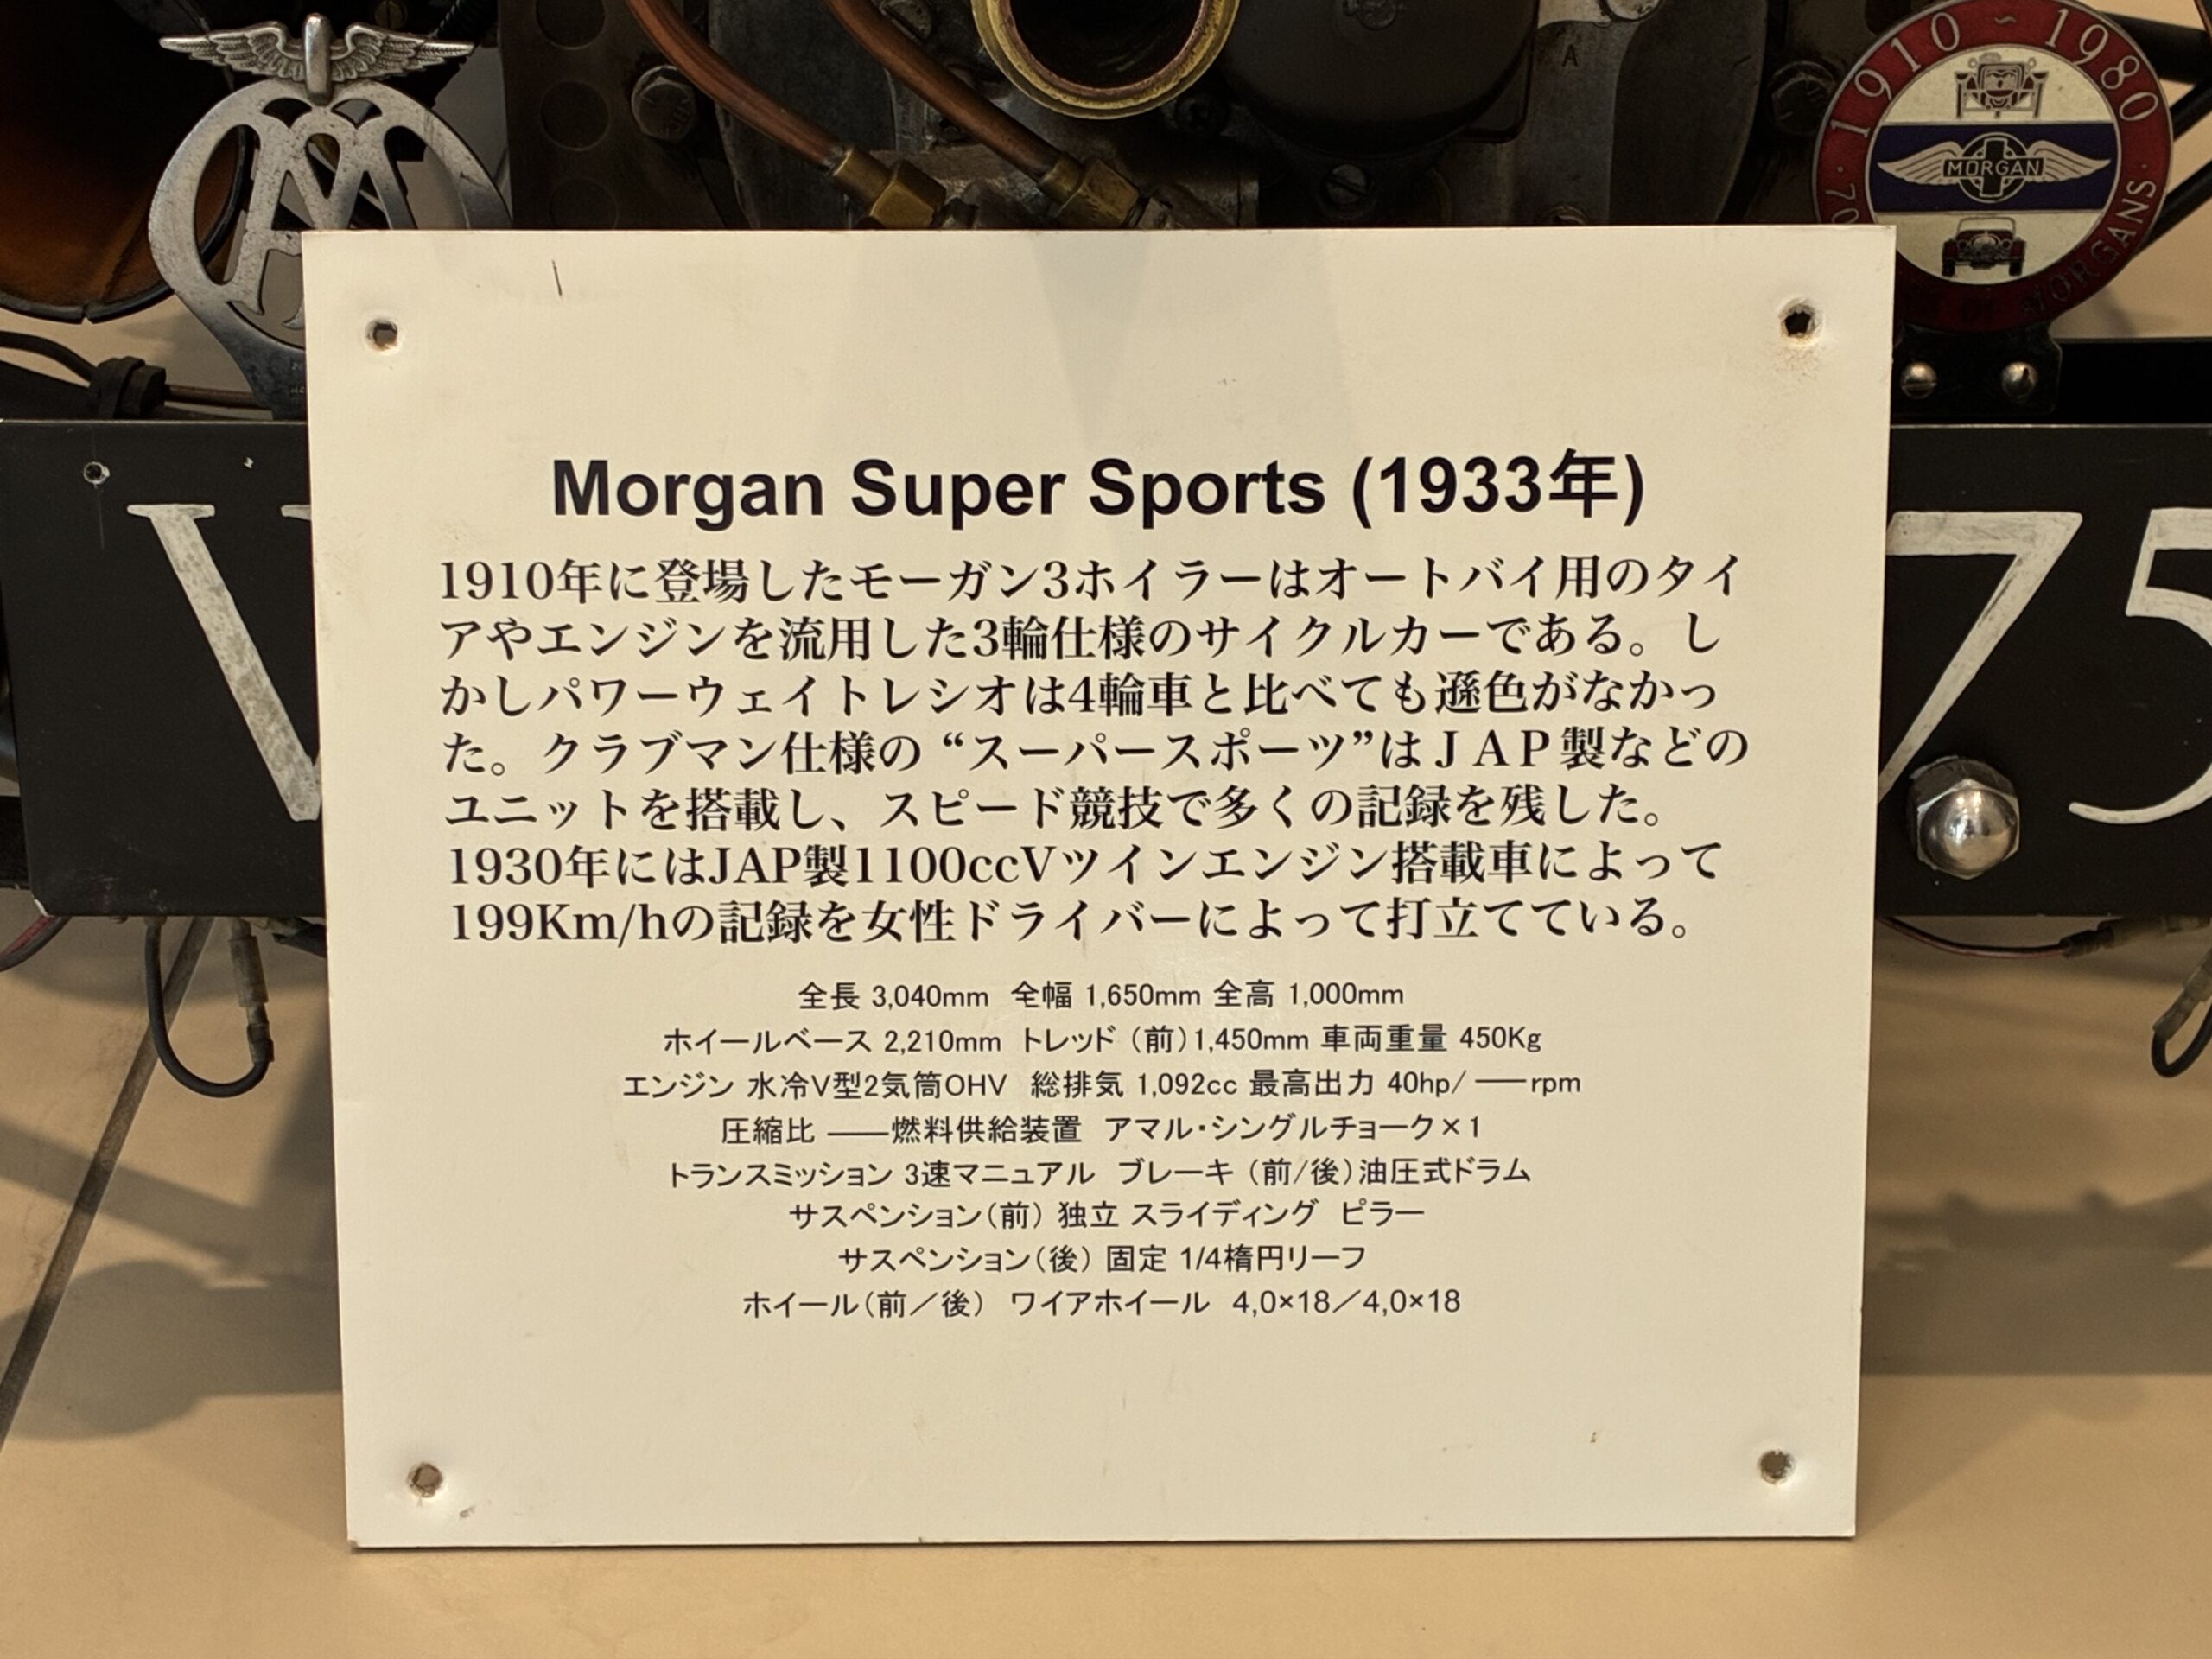 AA
1910 ~ 1980
MORGAN
70
MORGANS
V
75
Morgan Super Sports (1933年)
1910年に登場したモーガン3ホイラーはオートバイ用のタイ
アやエンジンを流用した3輪仕様のサイクルカーである。し
かしパワーウェイトレシオは4輪車と比べても遜色がなかっ
た。クラブマン仕様の “スーパースポーツ”はＪＡＰ製などの
ユニットを搭載し、スピード競技で多くの記録を残した。
1930年にはJAP製1100ccVツインエンジン搭載車によって
199Km/hの記録を女性ドライバーによって打立てている。
全長 3,040mm 全幅 1,650mm 全高 1,000mm
ホイールベース 2,210mm トレッド（前）1,450mm 車両重量 450Kg
エンジン 水冷V型2気筒OHV 総排気 1,092cc 最高出力 40hp/ ──rpm
圧縮比 ──燃料供給装置 アマル・シングルチョーク×1
トランスミッション 3速マニュアル ブレーキ（前/後）油圧式ドラム
サスペンション（前） 独立 スライディング ピラー
サスペンション（後） 固定 1/4楕円リーフ
ホイール（前／後） ワイアホイール 4,0×18／4,0×18